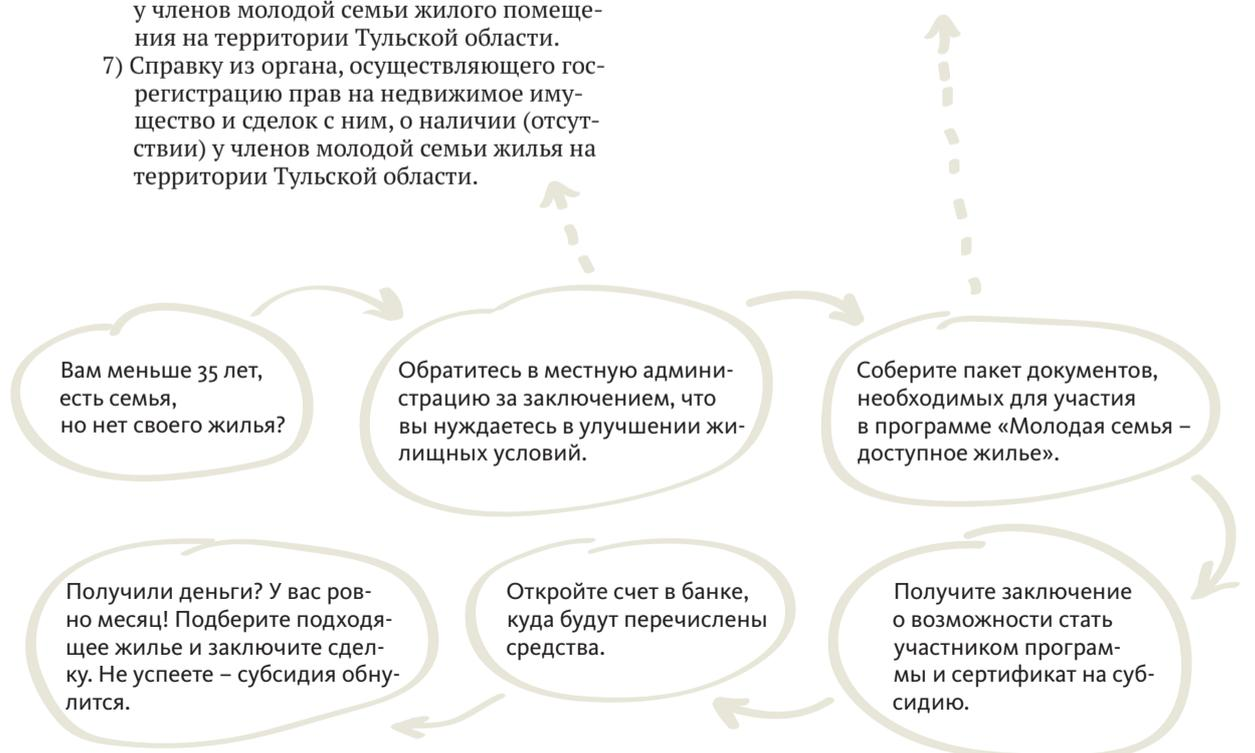 у членов молодой семьи жилого помеще-
ния на территории Тульской области.
7) Справку из органа, осуществляющего гос-
регистрацию прав на недвижимое иму-
щество и сделок с ним, о наличии (отсут-
ствии) у членов молодой семьи жилья на
территории Тульской области.
Вам меньше 35 лет,
есть семья,
но нет своего жилья?
Обратитесь в местную админи-
страцию за заключением, что
вы нуждаетесь в улучшении жи-
лищных условий.
Соберите пакет документов,
необходимых для участия
в программе «Молодая семья –
доступное жилье».
Получите заключение
о возможности стать
участником програм-
мы и сертификат на суб-
сидию.
Откройте счет в банке,
куда будут перечислены
средства.
Получили деньги? У вас ров-
но месяц! Подберите подходя-
щее жилье и заключите сдел-
ку. Не успеете – субсидия обну-
лится.